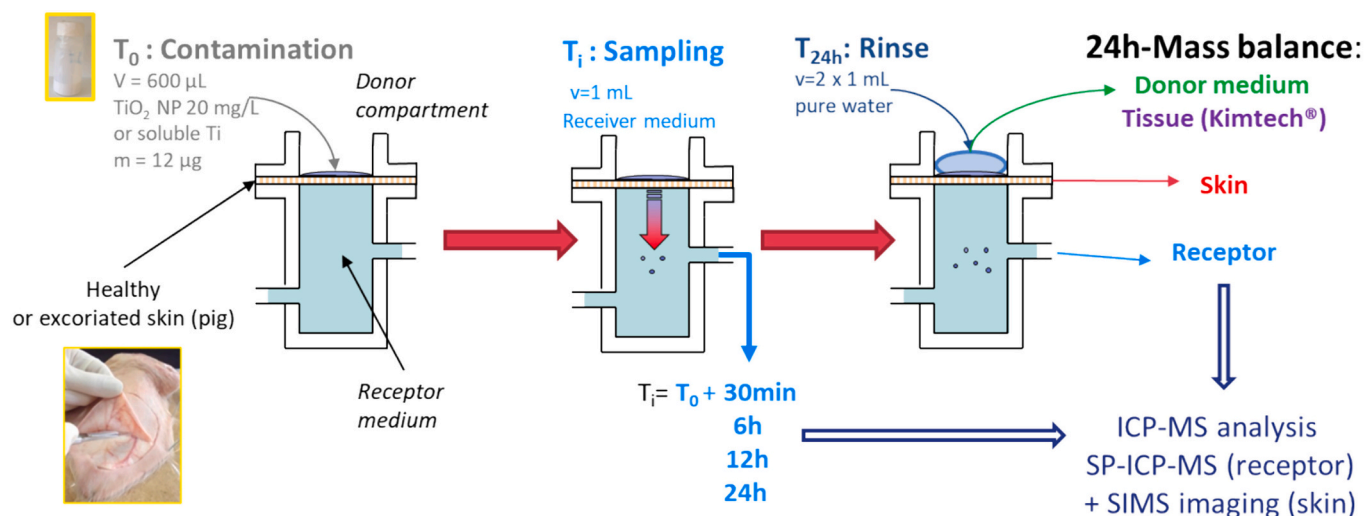 T₀ : Contamination
V = 600 µL
TiO₂ NP 20 mg/L
or soluble Ti
m = 12 µg
Donor
compartment
Healthy
or excoriated skin (pig)
Receptor
medium
Tᵢ : Sampling
v=1 mL
Receiver medium
Tᵢ= T₀ + 30min
6h
12h
24h
T₂₄ₕ: Rinse
v=2 x 1 mL
pure water
24h-Mass balance:
Donor medium
Tissue (Kimtech®)
Skin
Receptor
ICP-MS analysis
SP-ICP-MS (receptor)
+ SIMS imaging (skin)